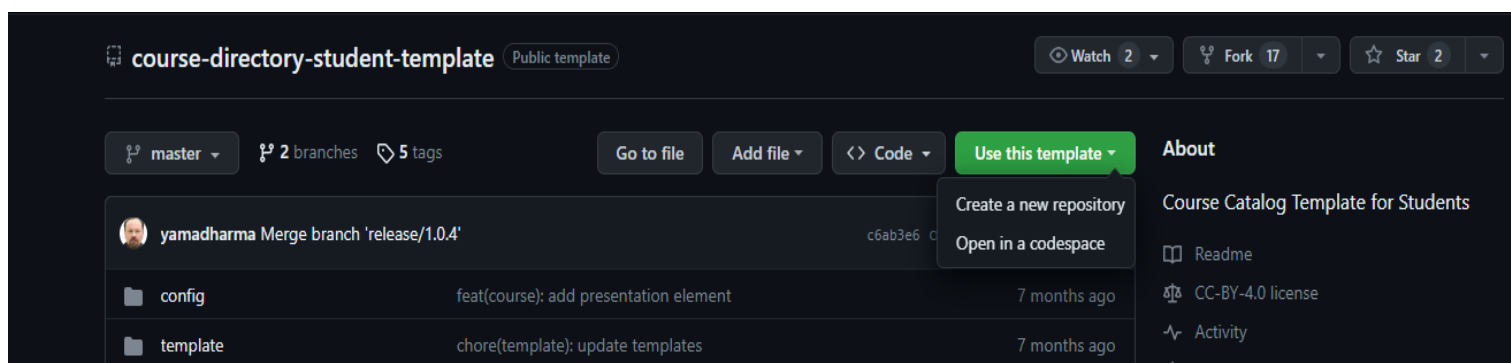 course-directory-student-template Public template
Watch 2 Fork 17 Star 2
master 2 branches 5 tags Go to file Add file <> Code Use this template
Create a new repository
Open in a codespace
yamadharma Merge branch 'release/1.0.4' c6ab3e6
config feat(course): add presentation element 7 months ago
template chore(template): update templates 7 months ago
About
Course Catalog Template for Students
Readme
CC-BY-4.0 license
Activity